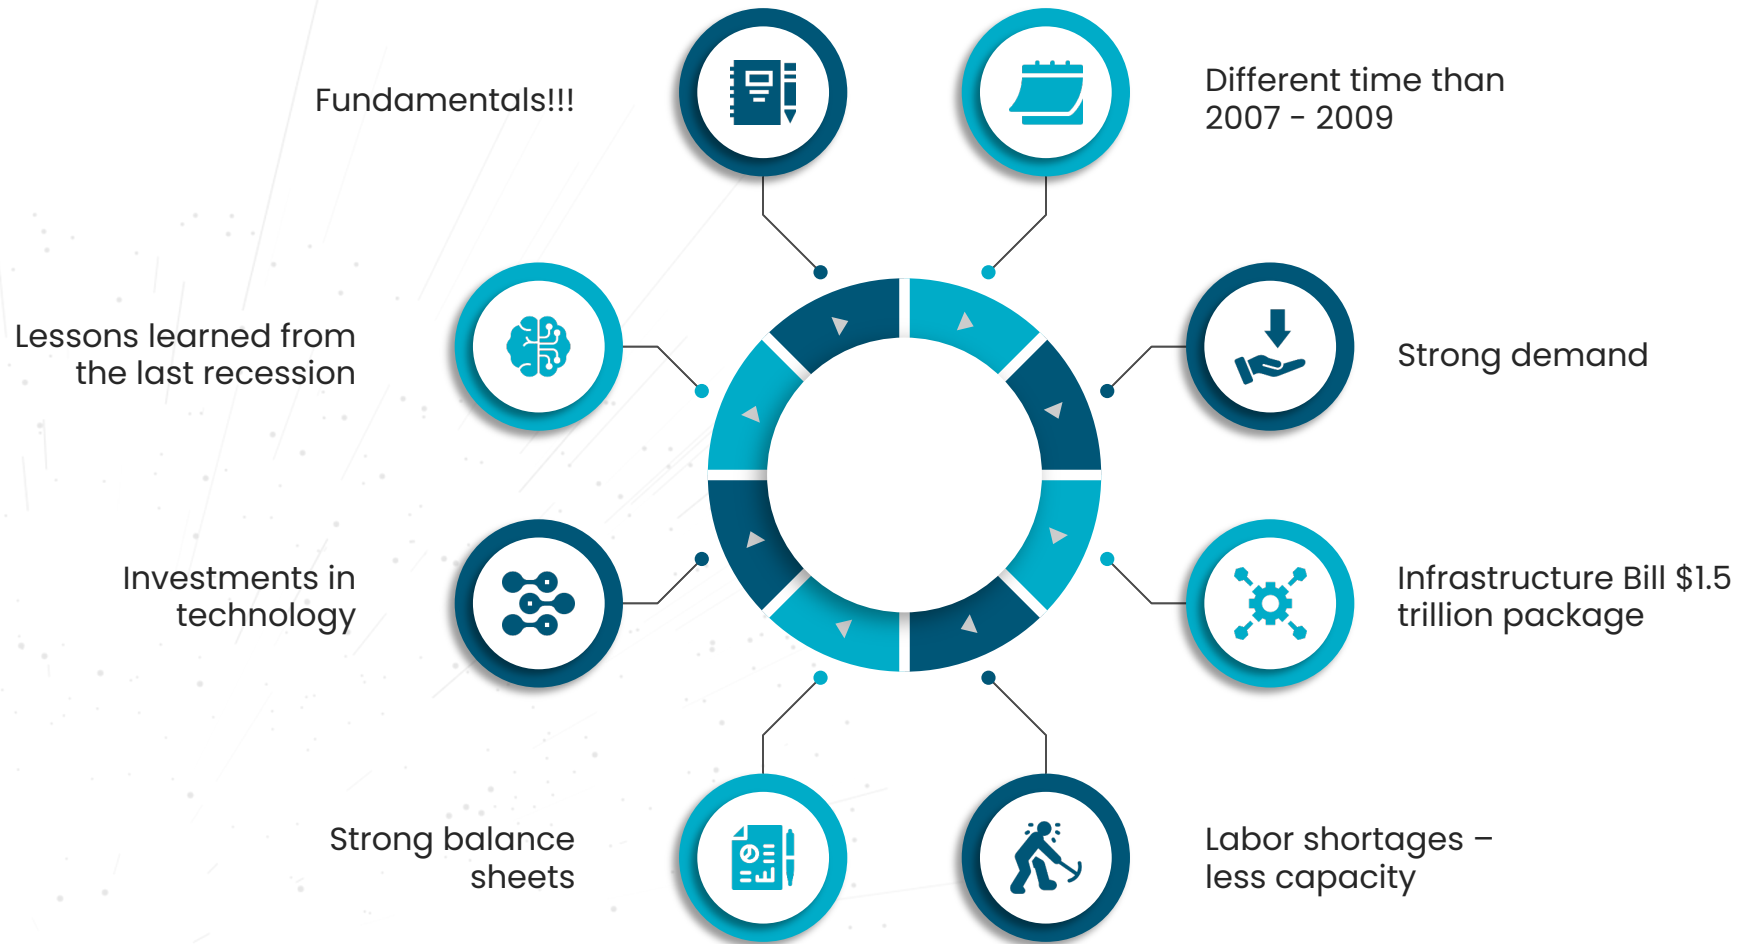 Fundamentals!!!
Different time than
2007 - 2009
Lessons learned from
the last recession
Strong demand
Investments in
technology
Infrastructure Bill $1.5
trillion package
Strong balance
sheets
Labor shortages –
less capacity